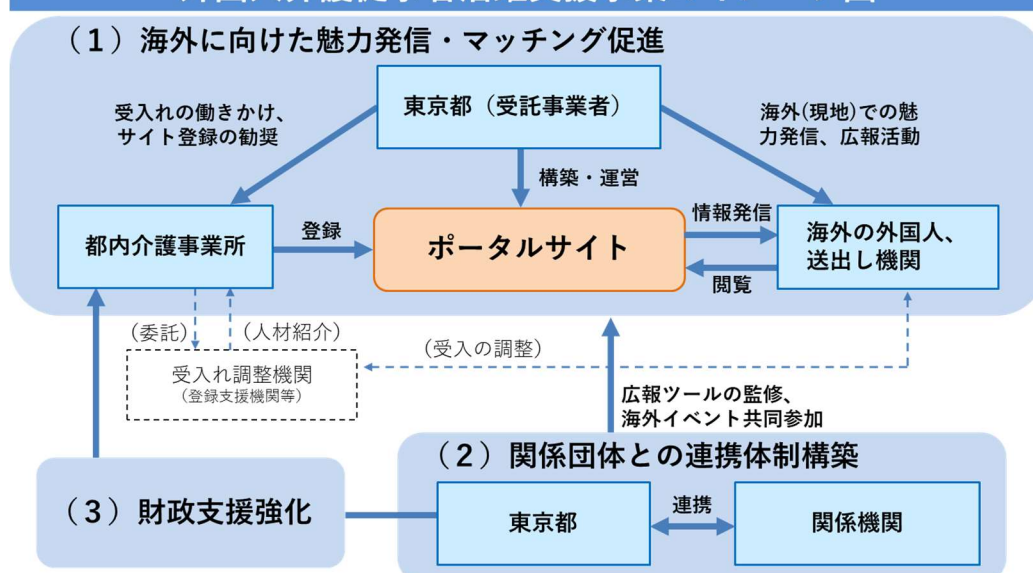 （１）海外に向けた魅力発信・マッチング促進
東京都（受託事業者）
受入れの働きかけ、
サイト登録の勧奨
海外(現地)での魅
力発信、広報活動
構築・運営
都内介護事業所
登録
ポータルサイト
情報発信
閲覧
海外の外国人、
送出し機関
（委託）
（人材紹介）
（受入の調整）
受入れ調整機関
（登録支援機関等）
広報ツールの監修、
海外イベント共同参加
（２）関係団体との連携体制構築
（３）財政支援強化
東京都
連携
関係機関